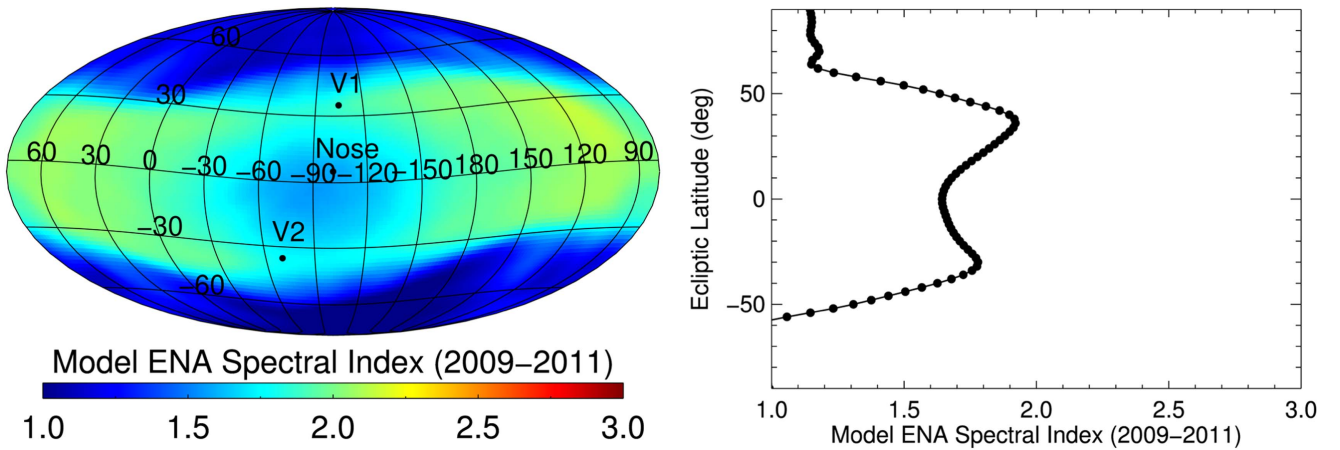 60
30
V1
Nose
60 30 0 −30 −60 −90 −120 −150 180 150 120 90
−30
V2
−60
Model ENA Spectral Index (2009−2011)
1.0 1.5 2.0 2.5 3.0
Ecliptic Latitude (deg)
50
0
−50
1.0 1.5 2.0 2.5 3.0
Model ENA Spectral Index (2009−2011)